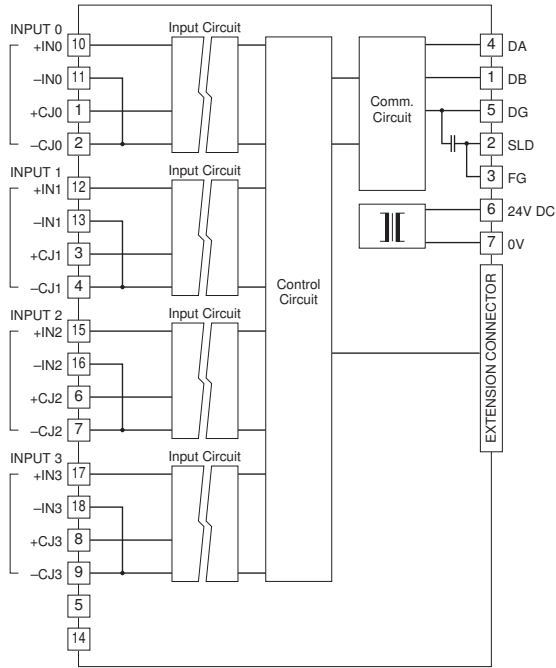 INPUT 0
+IN0 10
–IN0 11
+CJ0 1
–CJ0 2
Input Circuit
INPUT 1
+IN1 12
–IN1 13
+CJ1 3
–CJ1 4
Input Circuit
INPUT 2
+IN2 15
–IN2 16
+CJ2 6
–CJ2 7
Input Circuit
INPUT 3
+IN3 17
–IN3 18
+CJ3 8
–CJ3 9
Input Circuit
5
14
Control
Circuit
Comm.
Circuit
4 DA
1 DB
5 DG
2 SLD
3 FG
6 24V DC
7 0V
EXTENSION CONNECTOR